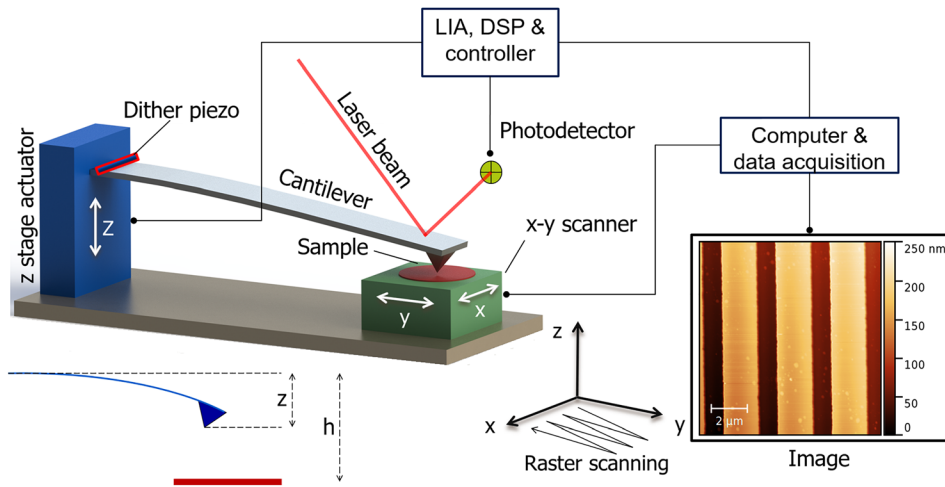 LIA, DSP &
controller
Dither piezo
Laser beam
Photodetector
Computer &
data acquisition
z stage actuator
Cantilever
Z
Sample
x-y scanner
y
x
250 nm
200
150
100
50
0
2 μm
Image
z
h
z
x
y
Raster scanning